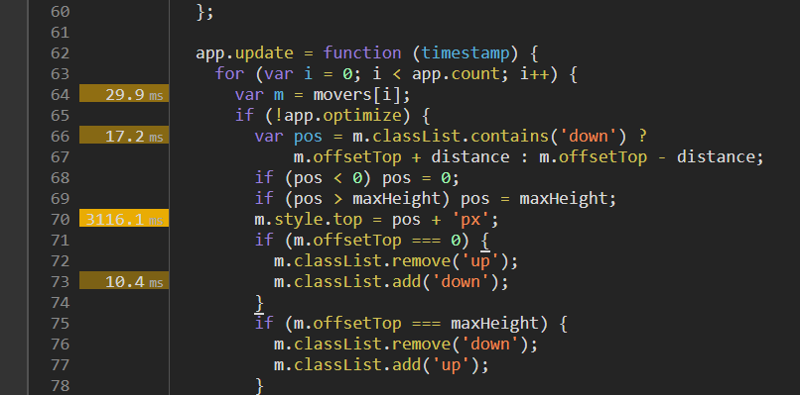 60 };
61
62 app.update = function (timestamp) {
63 for (var i = 0; i < app.count; i++) {
64 29.9 ms var m = movers[i];
65 if (!app.optimize) {
66 17.2 ms var pos = m.classList.contains('down') ?
67 m.offsetTop + distance : m.offsetTop - distance;
68 if (pos < 0) pos = 0;
69 if (pos > maxHeight) pos = maxHeight;
70 3116.1 ms m.style.top = pos + 'px';
71 if (m.offsetTop === 0) {
72 m.classList.remove('up');
73 10.4 ms m.classList.add('down');
74 }
75 if (m.offsetTop === maxHeight) {
76 m.classList.remove('down');
77 m.classList.add('up');
78 }